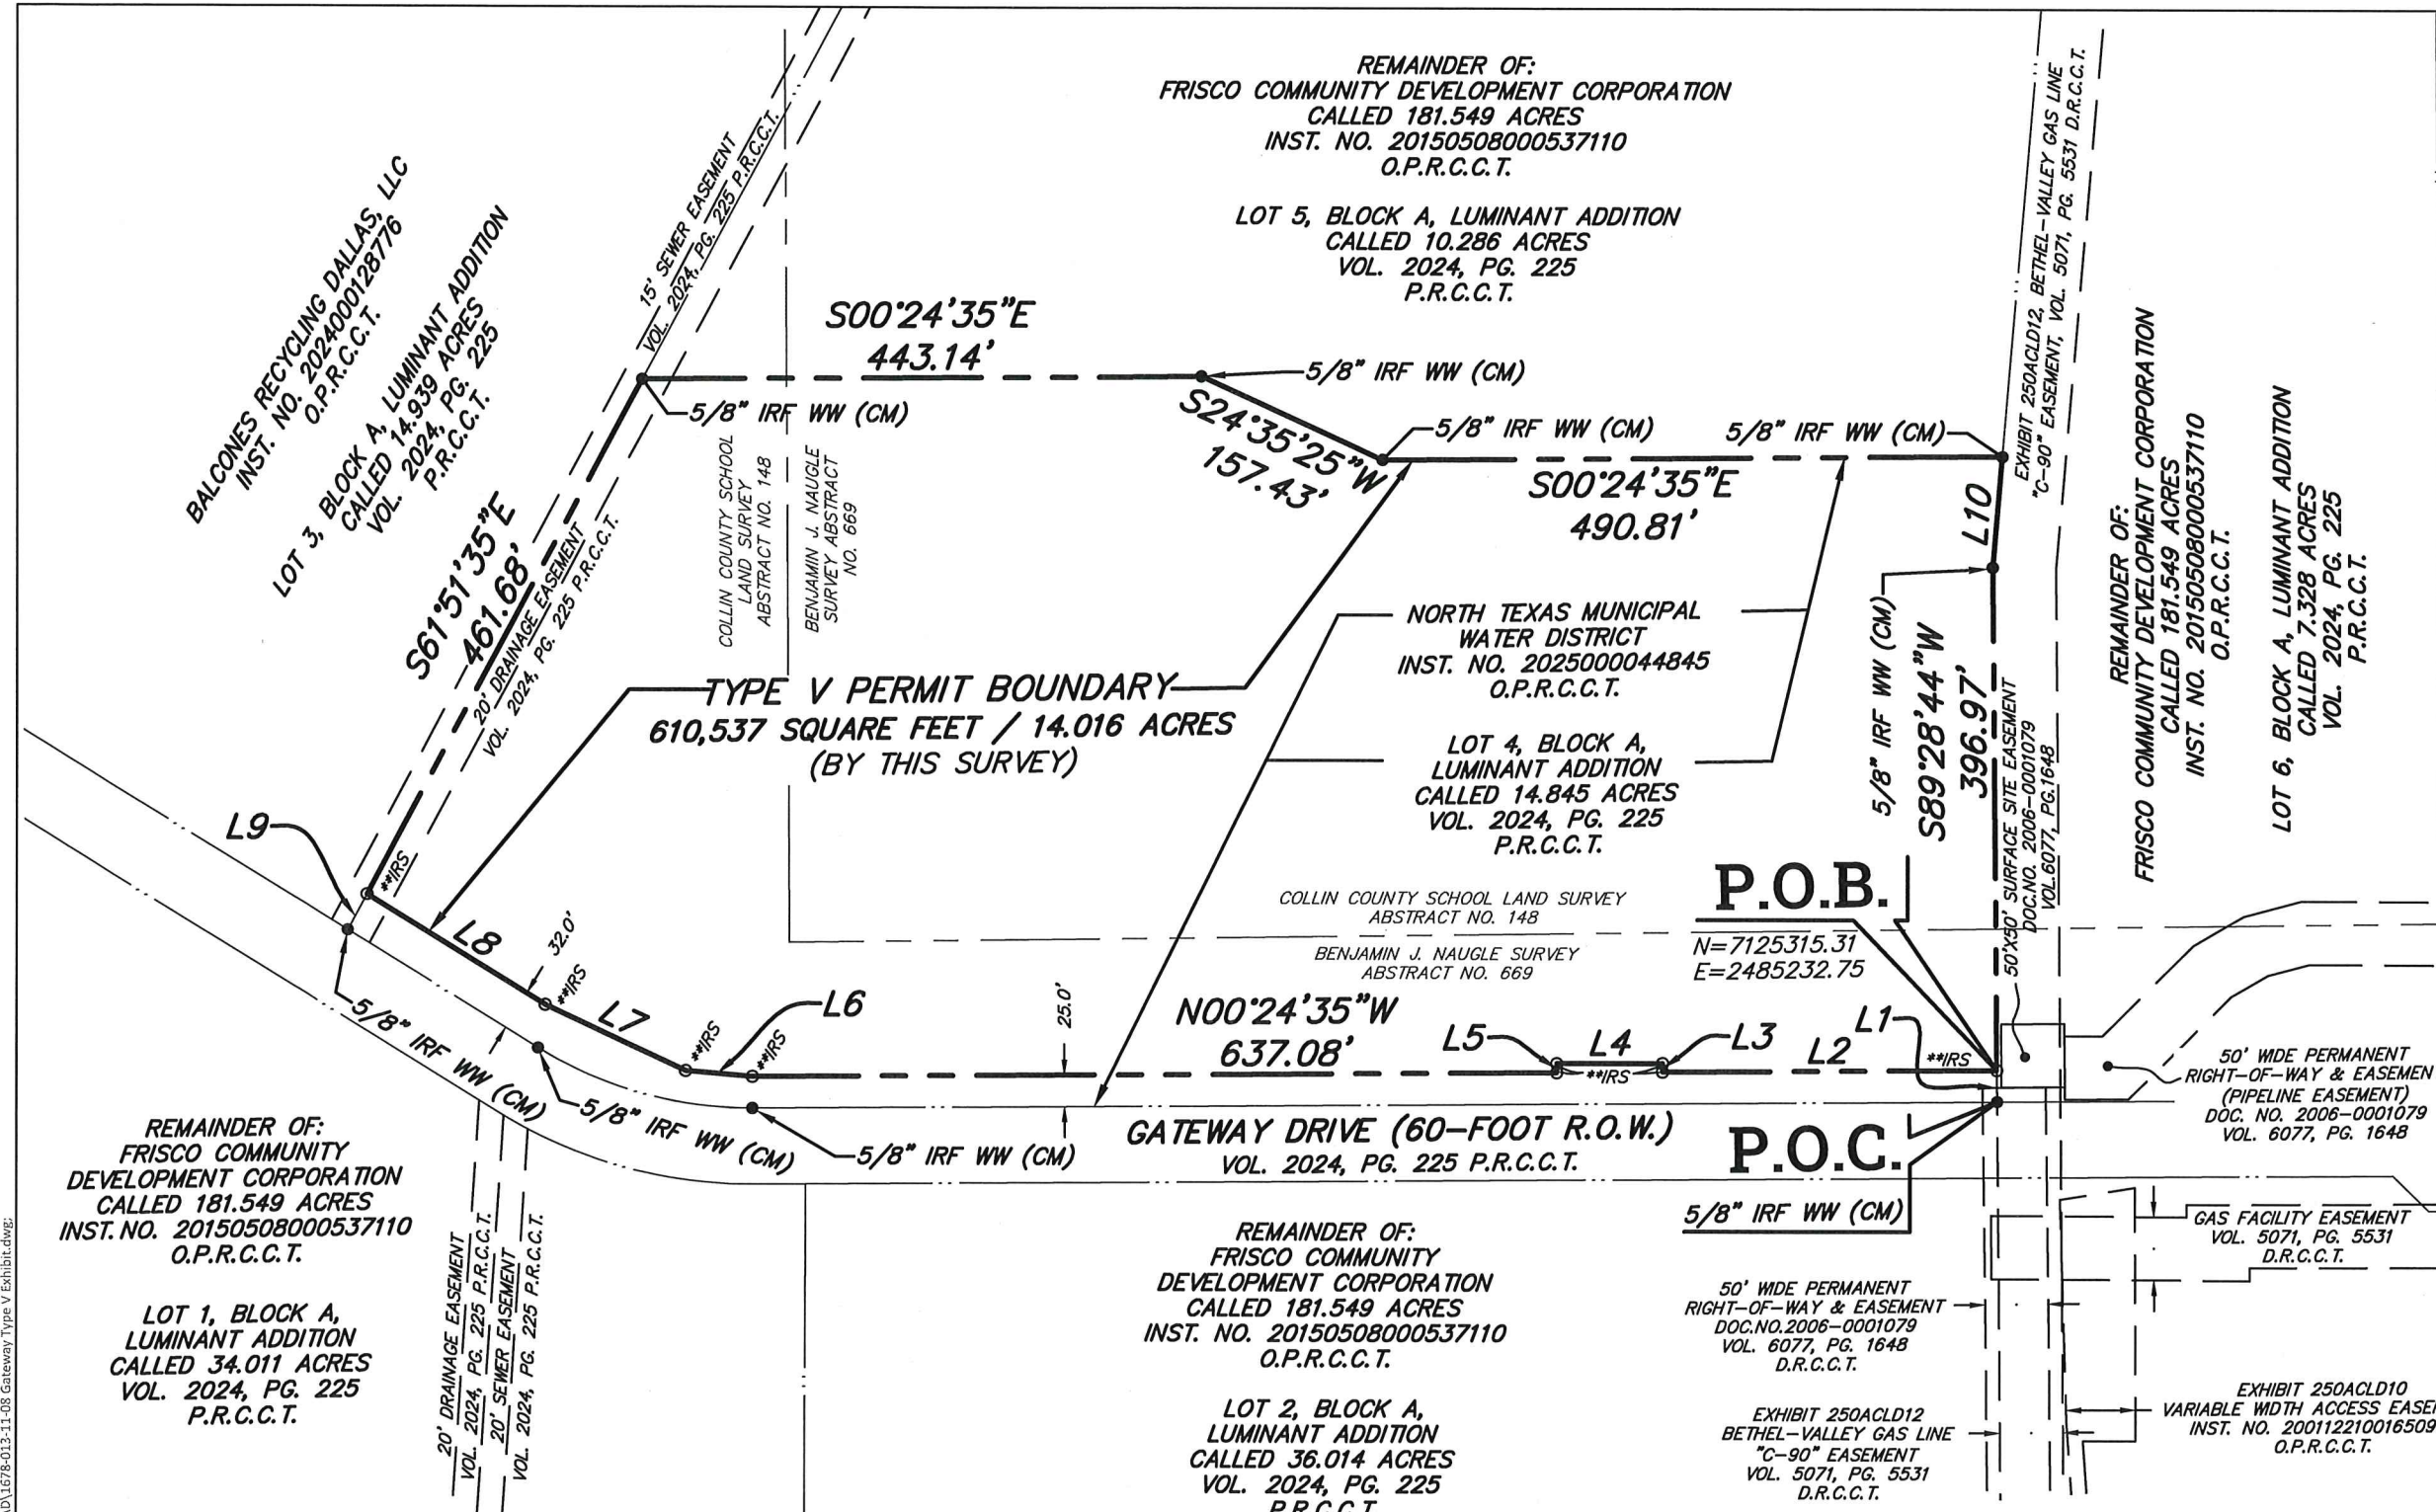 REMAINDER OF:
FRISCO COMMUNITY DEVELOPMENT CORPORATION
CALLED 181.549 ACRES
INST. NO. 20150508000537110
O.P.R.C.C.T.
LOT 5, BLOCK A, LUMINANT ADDITION
CALLED 10.286 ACRES
VOL. 2024, PG. 225
P.R.C.C.T.
BALCONES RECYCLING DALLAS, LLC
INST. NO. 2024000128776
O.P.R.C.C.T.
LOT 3, BLOCK A, LUMINANT ADDITION
CALLED 14.939 ACRES
VOL. 2024, PG. 225
P.R.C.C.T.
15' SEWER EASEMENT
VOL. 2024, PG. 225 P.R.C.C.T.
EXHIBIT 250ACLD12, BETHEL-VALLEY GAS LINE
"C-90" EASEMENT, VOL. 5071, PG. 5531 D.R.C.C.T.
S00°24'35"E
443.14'
5/8" IRF WW (CM)
5/8" IRF WW (CM)
S24°35'25"W
157.43'
5/8" IRF WW (CM)
5/8" IRF WW (CM)
S00°24'35"E
490.81'
L10
S61°51'35"E
461.68'
20' DRAINAGE EASEMENT
VOL. 2024, PG. 225 P.R.C.C.T.
COLLIN COUNTY SCHOOL
LAND SURVEY
ABSTRACT NO. 148
BENJAMIN J. NAUGLE
SURVEY ABSTRACT
NO. 669
NORTH TEXAS MUNICIPAL
WATER DISTRICT
INST. NO. 2025000044845
O.P.R.C.C.T.
5/8" IRF WW (CM)
S89°28'44"W
396.97'
REMAINDER OF:
FRISCO COMMUNITY DEVELOPMENT CORPORATION
CALLED 181.549 ACRES
INST. NO. 20150508000537110
O.P.R.C.C.T.
LOT 6, BLOCK A, LUMINANT ADDITION
CALLED 7.328 ACRES
VOL. 2024, PG. 225
P.R.C.C.T.
TYPE V PERMIT BOUNDARY
610,537 SQUARE FEET / 14.016 ACRES
(BY THIS SURVEY)
LOT 4, BLOCK A,
LUMINANT ADDITION
CALLED 14.845 ACRES
VOL. 2024, PG. 225
P.R.C.C.T.
50'X50' SURFACE SITE EASEMENT
DOC.NO. 2006-0001079
VOL.6077, PG.1648
L9
**IRS
L8
32.0'
**IRS
L7
**IRS
**IRS
L6
25.0'
COLLIN COUNTY SCHOOL LAND SURVEY
ABSTRACT NO. 148
BENJAMIN J. NAUGLE SURVEY
ABSTRACT NO. 669
P.O.B.
N=7125315.31
E=2485232.75
N00°24'35"W
637.08'
L5
L4
**IRS
L3
L2
L1
**IRS
5/8" IRF WW (CM)
5/8" IRF WW (CM)
5/8" IRF WW (CM)
GATEWAY DRIVE (60-FOOT R.O.W.)
VOL. 2024, PG. 225 P.R.C.C.T.
P.O.C.
5/8" IRF WW (CM)
50' WIDE PERMANENT
RIGHT-OF-WAY & EASEMEN
(PIPELINE EASEMENT)
DOC. NO. 2006-0001079
VOL. 6077, PG. 1648
REMAINDER OF:
FRISCO COMMUNITY
DEVELOPMENT CORPORATION
CALLED 181.549 ACRES
INST. NO. 20150508000537110
O.P.R.C.C.T.
LOT 1, BLOCK A,
LUMINANT ADDITION
CALLED 34.011 ACRES
VOL. 2024, PG. 225
P.R.C.C.T.
20' DRAINAGE EASEMENT
VOL. 2024, PG. 225 P.R.C.C.T.
20' SEWER EASEMENT
VOL. 2024, PG. 225 P.R.C.C.T.
REMAINDER OF:
FRISCO COMMUNITY
DEVELOPMENT CORPORATION
CALLED 181.549 ACRES
INST. NO. 20150508000537110
O.P.R.C.C.T.
LOT 2, BLOCK A,
LUMINANT ADDITION
CALLED 36.014 ACRES
VOL. 2024, PG. 225
P.R.C.C.T.
GAS FACILITY EASEMENT
VOL. 5071, PG. 5531
D.R.C.C.T.
50' WIDE PERMANENT
RIGHT-OF-WAY & EASEMENT
DOC.NO.2006-0001079
VOL. 6077, PG. 1648
D.R.C.C.T.
EXHIBIT 250ACLD12
BETHEL-VALLEY GAS LINE
"C-90" EASEMENT
VOL. 5071, PG. 5531
D.R.C.C.T.
EXHIBIT 250ACLD10
VARIABLE WIDTH ACCESS EASE
INST. NO. 200112210016509
O.P.R.C.C.T.
D\1678-013-11-08 Gateway Type V Exhibit.dwg;